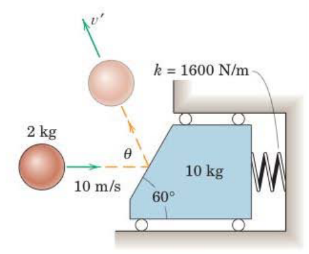 v′
k = 1600 N/m
2 kg
θ
10 kg
10 m/s
60°